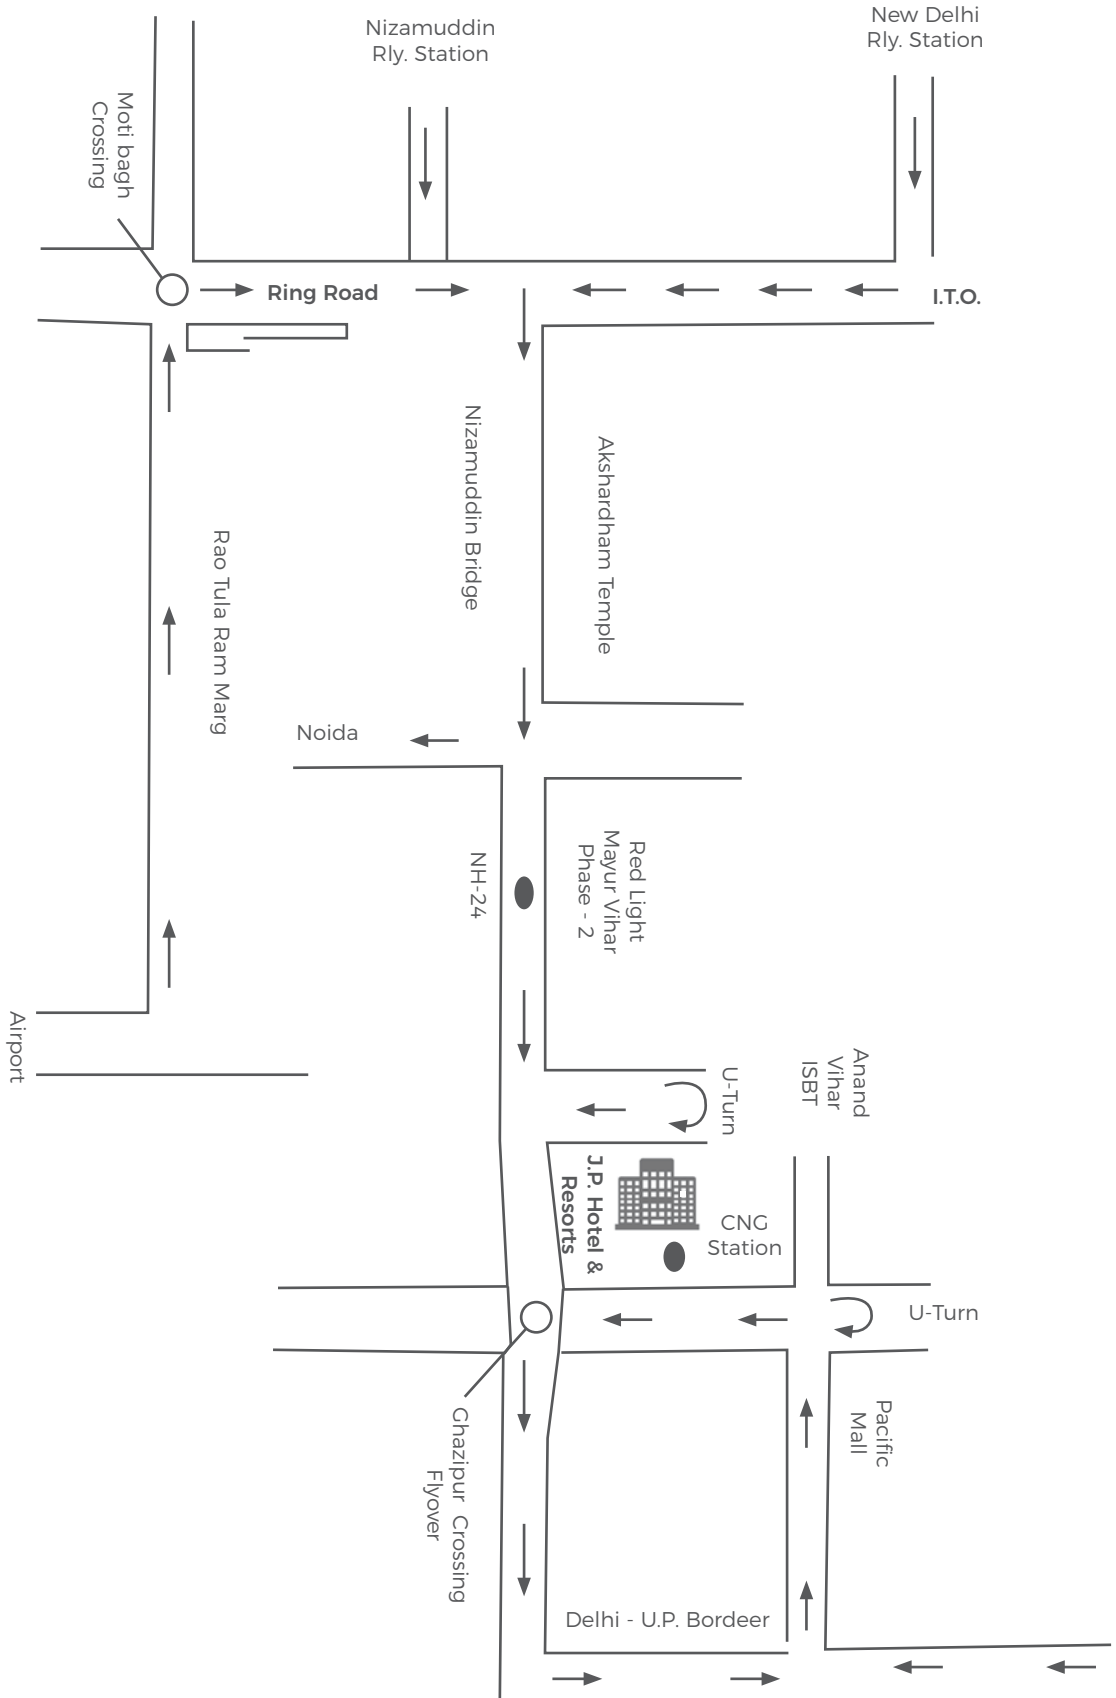 Nizamuddin
Rly. Station
New Delhi
Rly. Station
Moti bagh
Crossing
Ring Road
I.T.O.
Nizamuddin Bridge
Akshardham Temple
Rao Tula Ram Marg
Noida
NH-24
Red Light
Mayur Vihar
Phase - 2
Airport
U-Turn
Anand
Vihar
ISBT
J.P. Hotel &
Resorts
CNG
Station
U-Turn
Ghazipur Crossing
Flyover
Pacific
Mall
Delhi - U.P. Bordeer